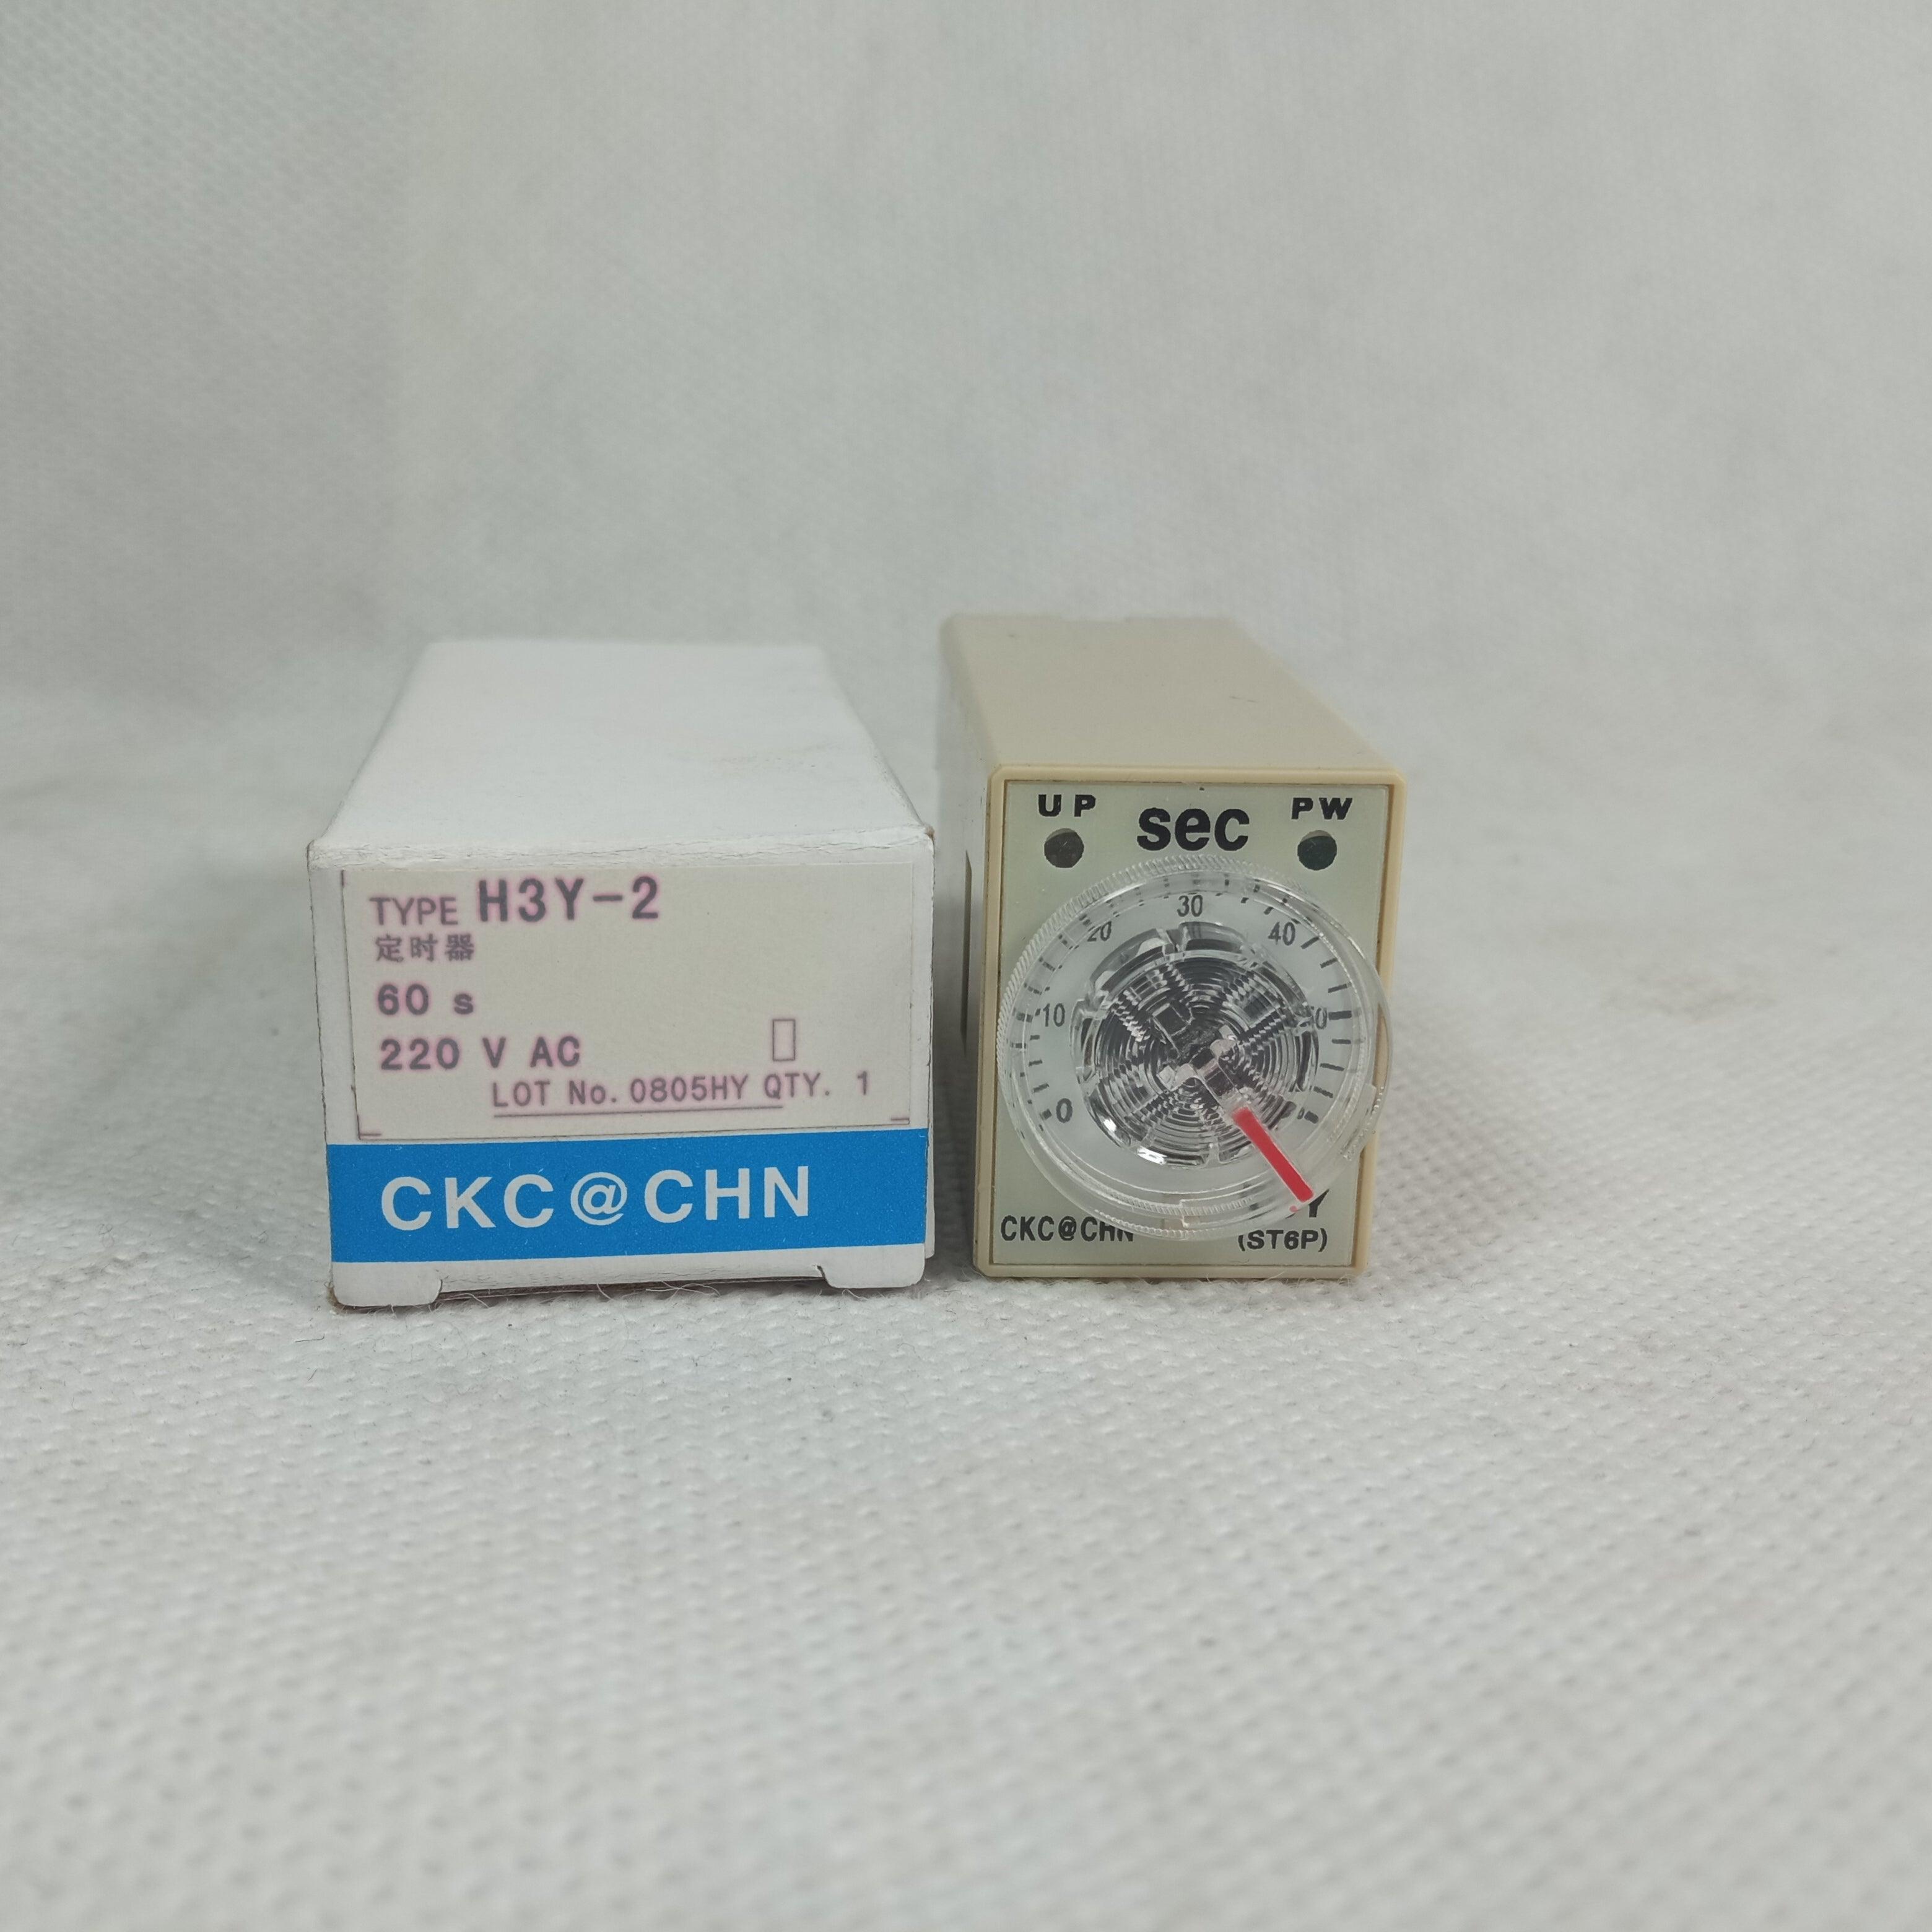 TYPE H3Y-2
定时器
60 s
220 V AC
LOT No. 0805HY QTY. 1
CKC@CHN
UP sec PW
0
10
20
30
40
CKC@CHN
(ST6P)